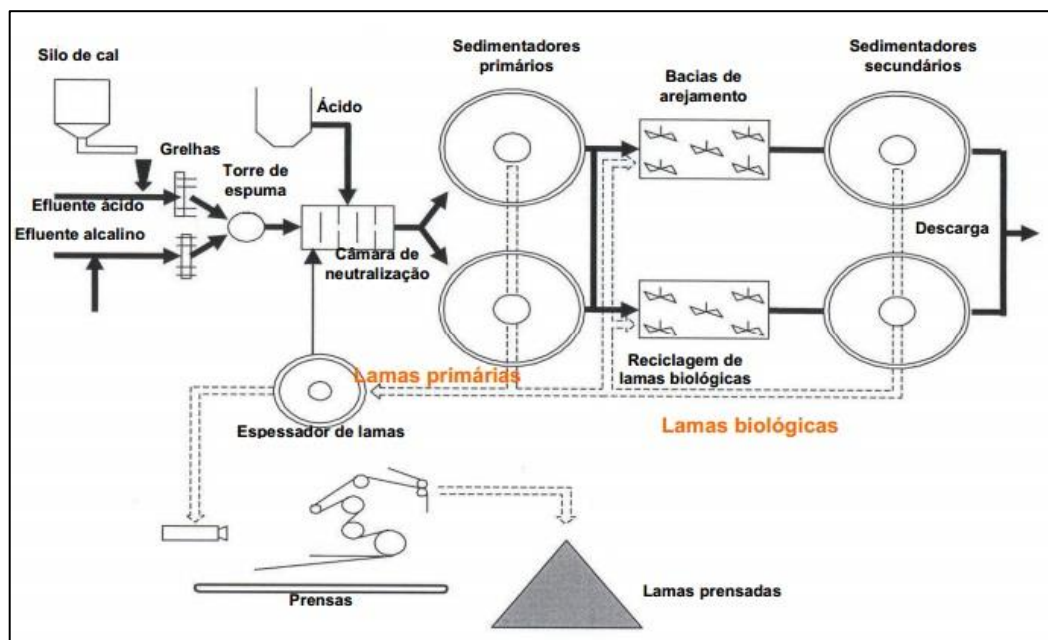 Silo de cal
Ácido
Grelhas
Torre de
espuma
Efluente ácido
Efluente alcalino
Câmara de
neutralização
Sedimentadores
primários
Bacias de
arejamento
Sedimentadores
secundários
Descarga
Reciclagem de
lamas biológicas
Lamas primárias
Lamas biológicas
Espessador de lamas
Prensas
Lamas prensadas